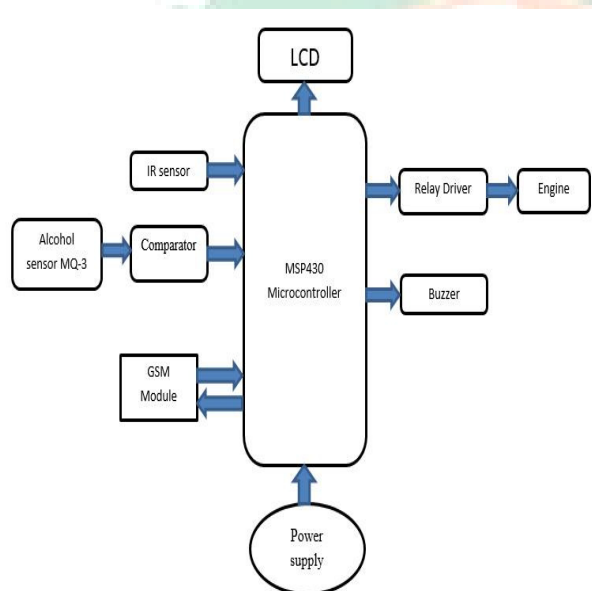 LCD
IR sensor
Relay Driver
Engine
Alcohol
sensor MQ-3
Comparator
MSP430
Microcontroller
Buzzer
GSM
Module
Power
supply